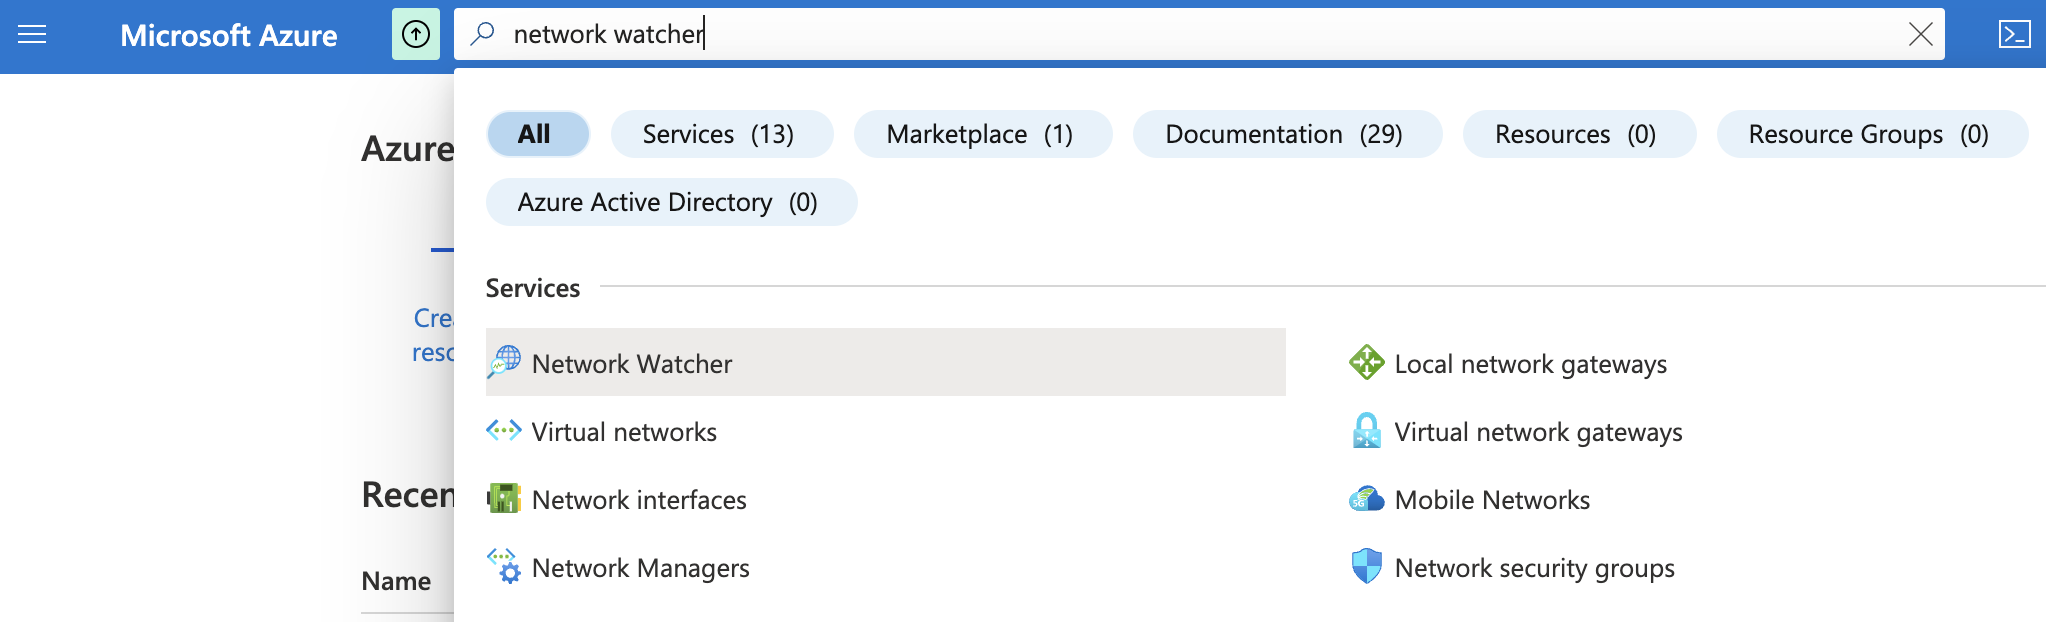 Microsoft Azure
network watcher
All Services (13) Marketplace (1) Documentation (29) Resources (0) Resource Groups (0)
Azure Active Directory (0)
Azure
Services
Network Watcher Local network gateways
Virtual networks Virtual network gateways
Network interfaces Mobile Networks
5G
Network Managers Network security groups
Cre
reso
Recen
Name